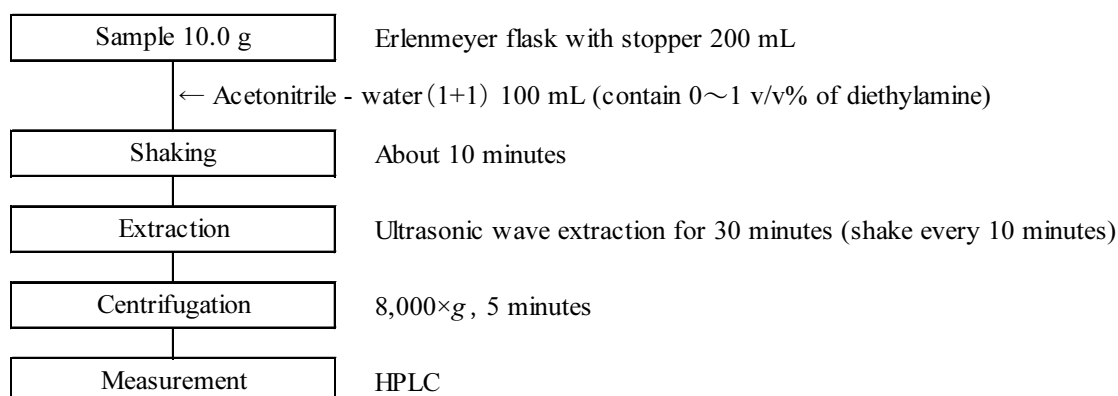 Sample 10.0 g Erlenmeyer flask with stopper 200 mL
← Acetonitrile - water(1+1) 100 mL (contain 0～1 v/v% of diethylamine)
Shaking About 10 minutes
Extraction Ultrasonic wave extraction for 30 minutes (shake every 10 minutes)
Centrifugation 8,000×g, 5 minutes
Measurement HPLC